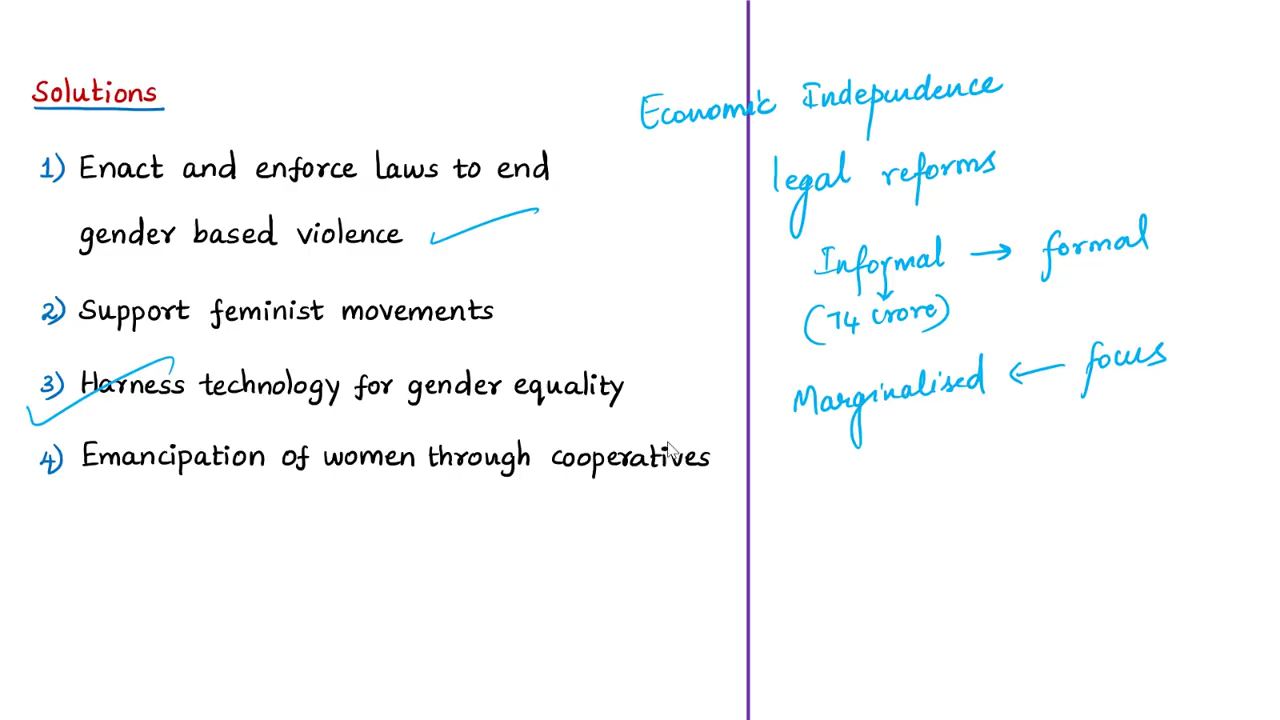 Solutions
1) Enact and enforce laws to end
gender based violence
2) Support feminist movements
3) Harness technology for gender equality
4) Emancipation of women through cooperatives
Economic Independence
legal reforms
Informal → formal
(74 crore)
Marginalised ← focus